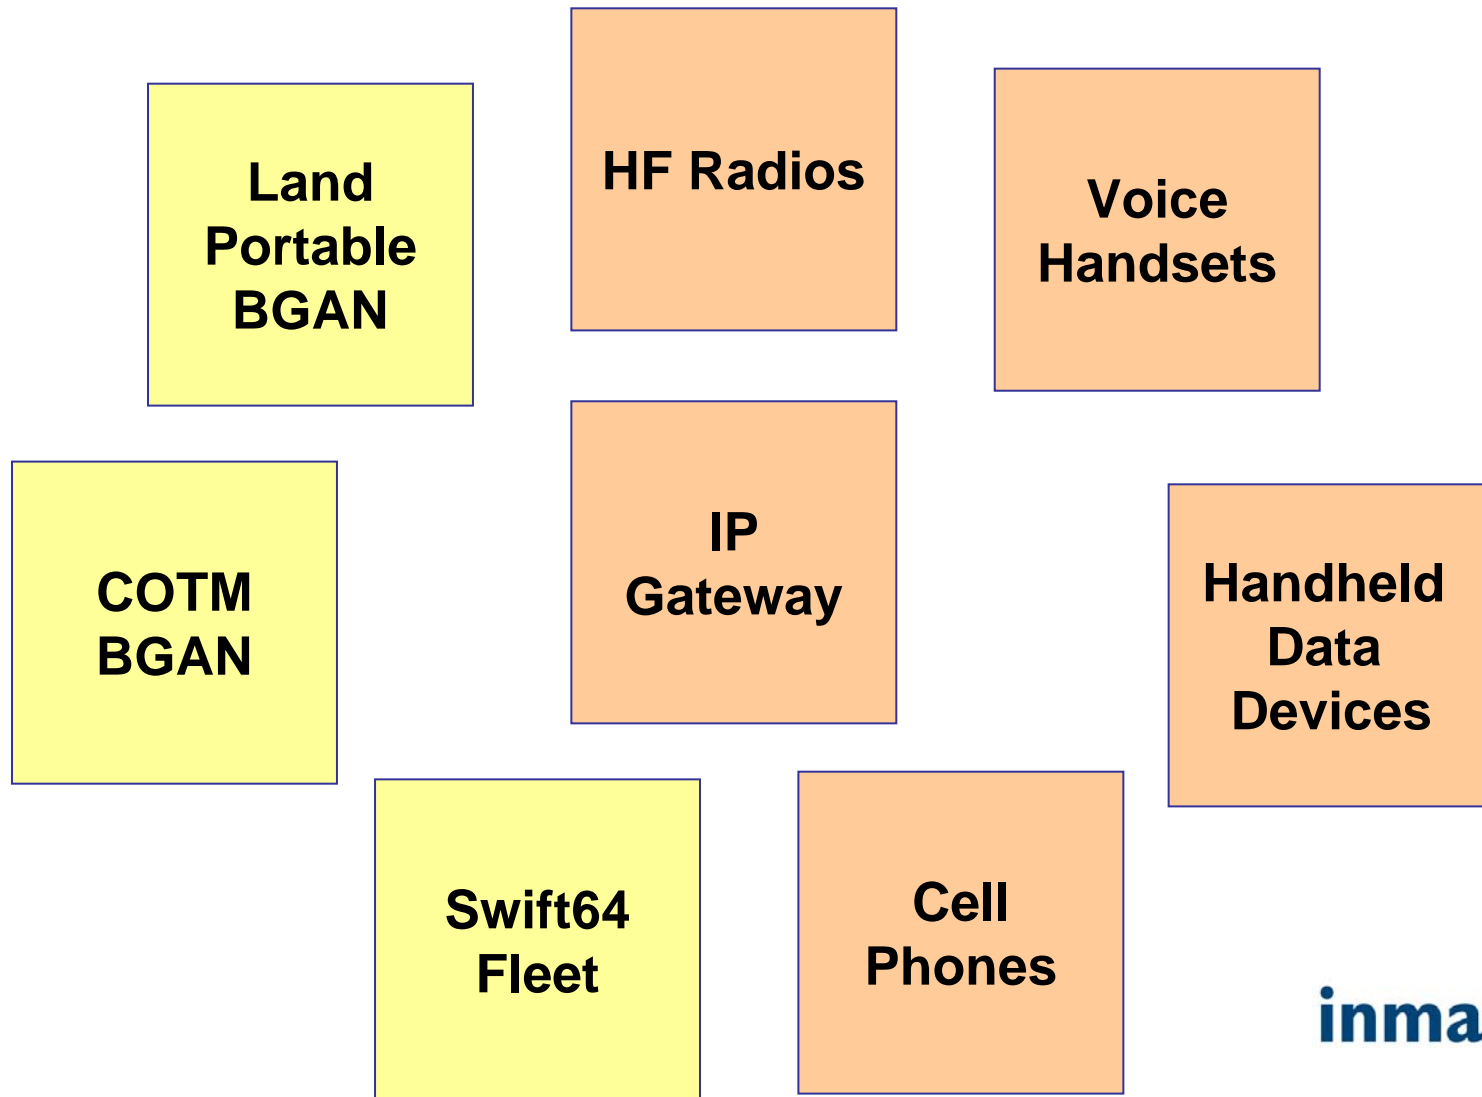 HF Radios
Land
Portable
BGAN
Voice
Handsets
IP
Gateway
COTM
BGAN
Handheld
Data
Devices
Swift64
Fleet
Cell
Phones
inma